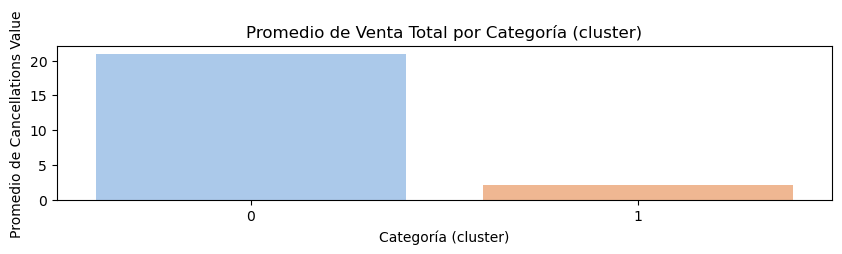 Promedio de Venta Total por Categoría (cluster)
Promedio de Cancellations Value
20
15
10
5
0
0 1
Categoría (cluster)